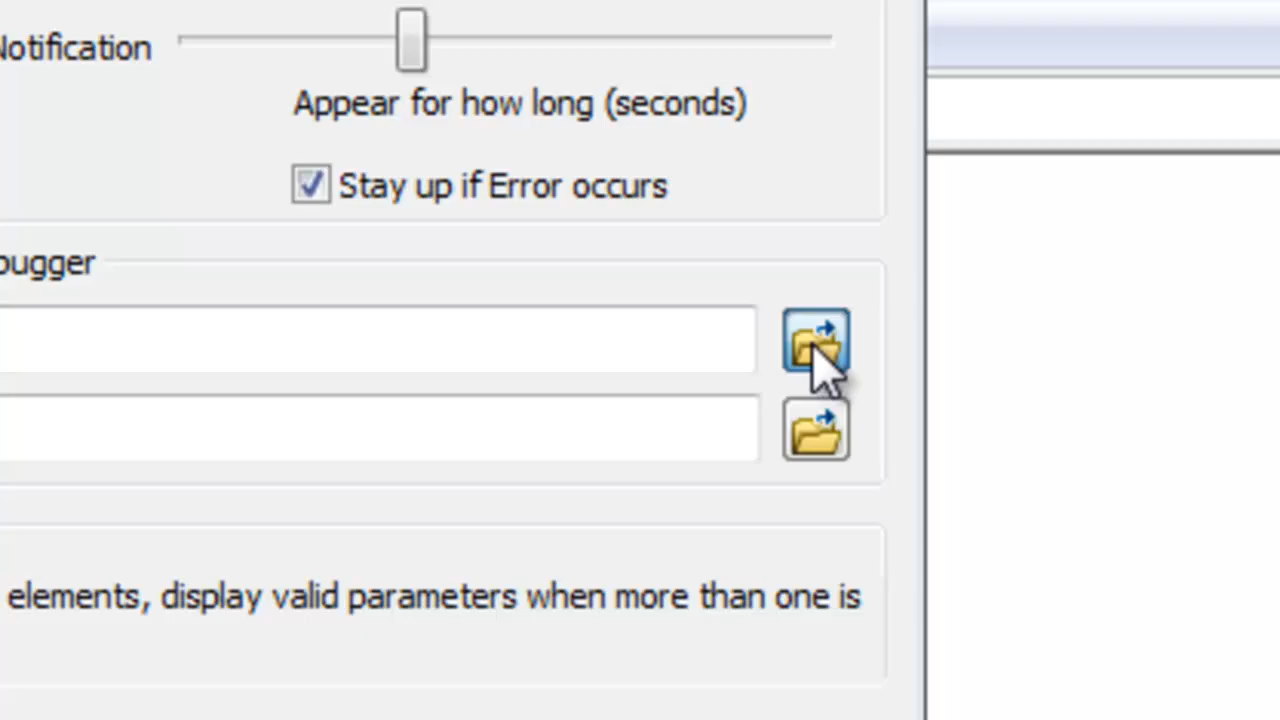 Notification
Appear for how long (seconds)
Stay up if Error occurs
bugger
elements, display valid parameters when more than one is